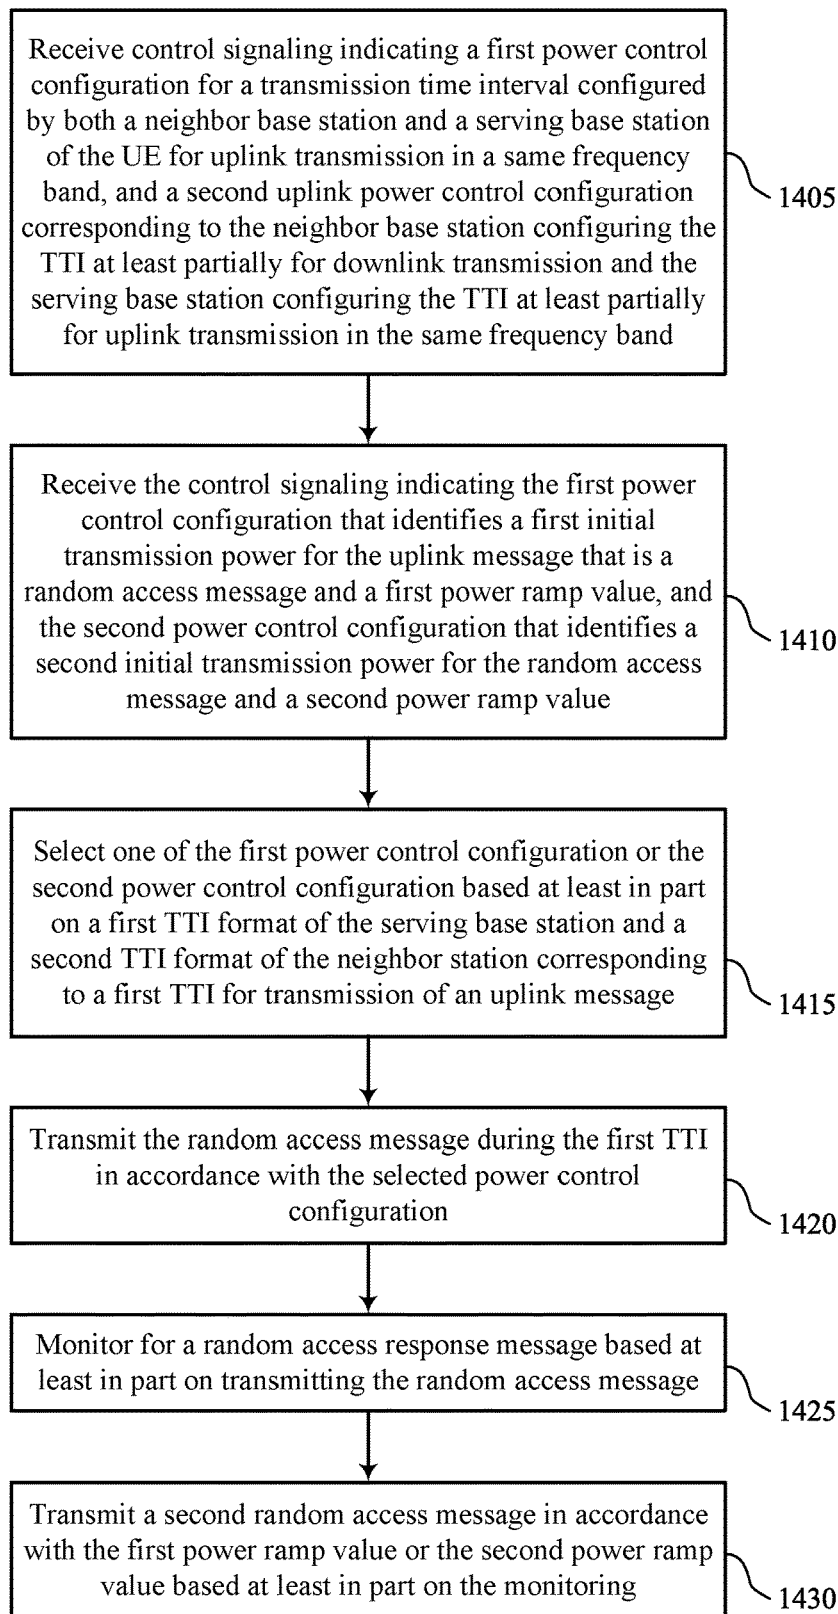 Receive control signaling indicating a first power control
configuration for a transmission time interval configured
by both a neighbor base station and a serving base station
of the UE for uplink transmission in a same frequency
band, and a second uplink power control configuration
corresponding to the neighbor base station configuring the
TTI at least partially for downlink transmission and the
serving base station configuring the TTI at least partially
for uplink transmission in the same frequency band
1405
Receive the control signaling indicating the first power
control configuration that identifies a first initial
transmission power for the uplink message that is a
random access message and a first power ramp value, and
the second power control configuration that identifies a
second initial transmission power for the random access
message and a second power ramp value
1410
Select one of the first power control configuration or the
second power control configuration based at least in part
on a first TTI format of the serving base station and a
second TTI format of the neighbor station corresponding
to a first TTI for transmission of an uplink message
1415
Transmit the random access message during the first TTI
in accordance with the selected power control
configuration
1420
Monitor for a random access response message based at
least in part on transmitting the random access message
1425
Transmit a second random access message in accordance
with the first power ramp value or the second power ramp
value based at least in part on the monitoring
1430